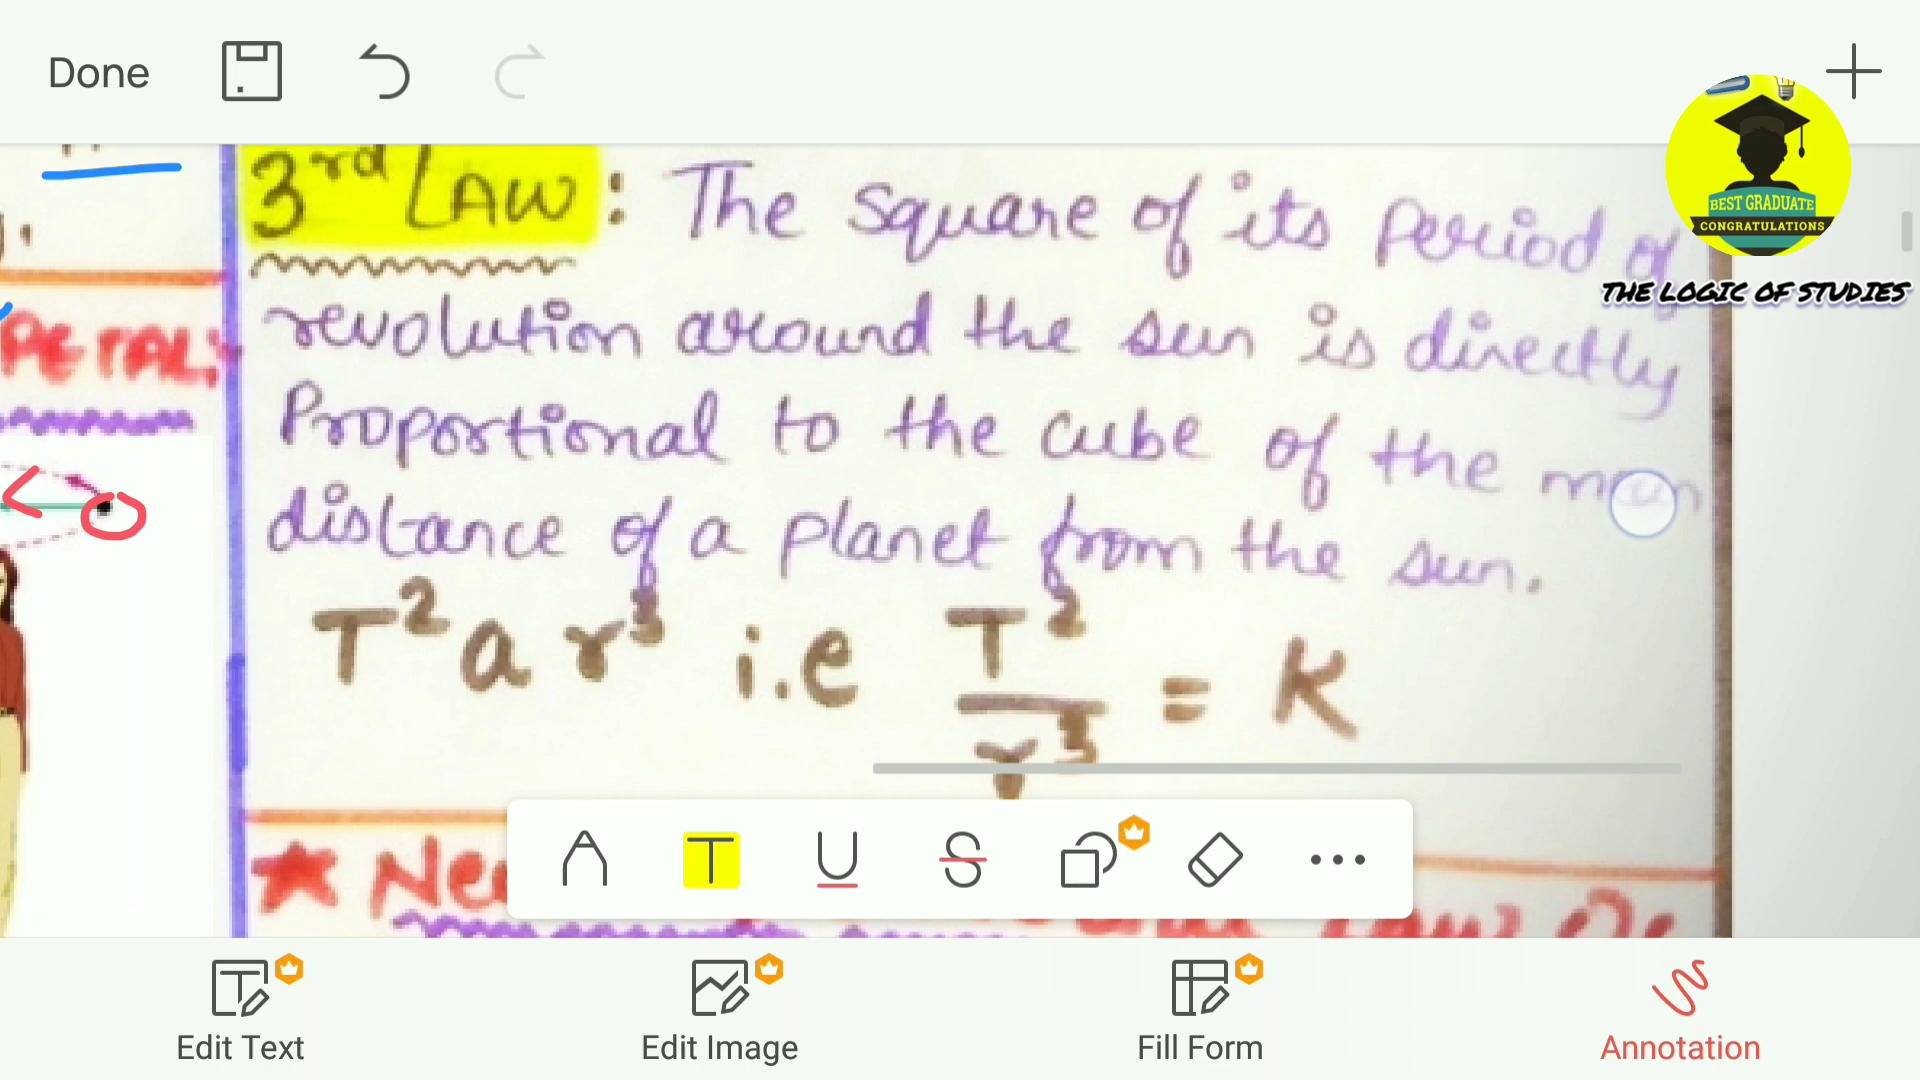 Done
BEST GRADUATE
CONGRATULATIONS
THE LOGIC OF STUDIES
3rd LAW: The square of its Period of
revolution around the sun is directly
Proportional to the cube of the mean
distance of a planet from the sun.
T² a r³ i.e T²/r³ = K
PETAL
Edit Text
Edit Image
Fill Form
Annotation